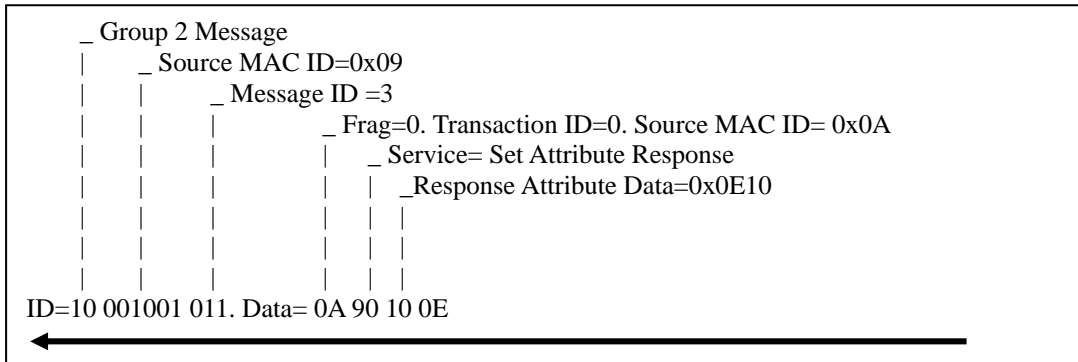 _ Group 2 Message
_ Source MAC ID=0x09
_ Message ID =3
_ Frag=0. Transaction ID=0. Source MAC ID= 0x0A
_ Service= Set Attribute Response
_Response Attribute Data=0x0E10
ID=10 001001 011. Data= 0A 90 10 0E